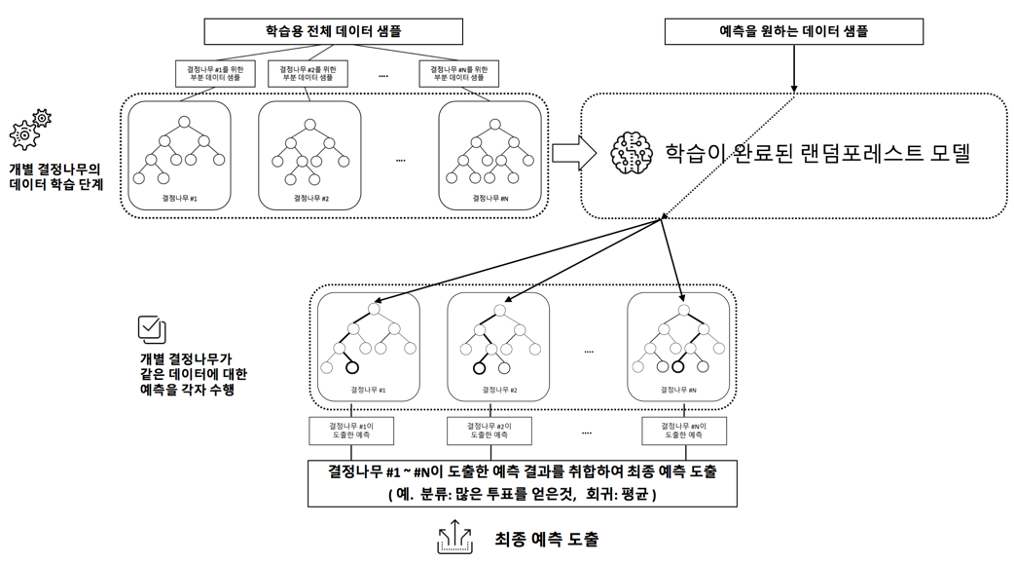 학습용 전체 데이터 샘플
예측을 원하는 데이터 샘플
결정나무 #1를 위한
부분 데이터 샘플
결정나무 #2를 위한
부분 데이터 샘플
....
결정나무 #N를 위한
부분 데이터 샘플
개별 결정나무의
데이터 학습 단계
결정나무 #1
결정나무 #2
....
결정나무 #N
학습이 완료된 랜덤포레스트 모델
개별 결정나무가
같은 데이터에 대한
예측을 각자 수행
결정나무 #1
결정나무 #2
....
결정나무 #N
결정나무 #1이
도출한 예측
결정나무 #2이
도출한 예측
....
결정나무 #N이
도출한 예측
결정나무 #1 ~ #N이 도출한 예측 결과를 취합하여 최종 예측 도출
( 예. 분류: 많은 투표를 얻은것, 회귀: 평균 )
최종 예측 도출